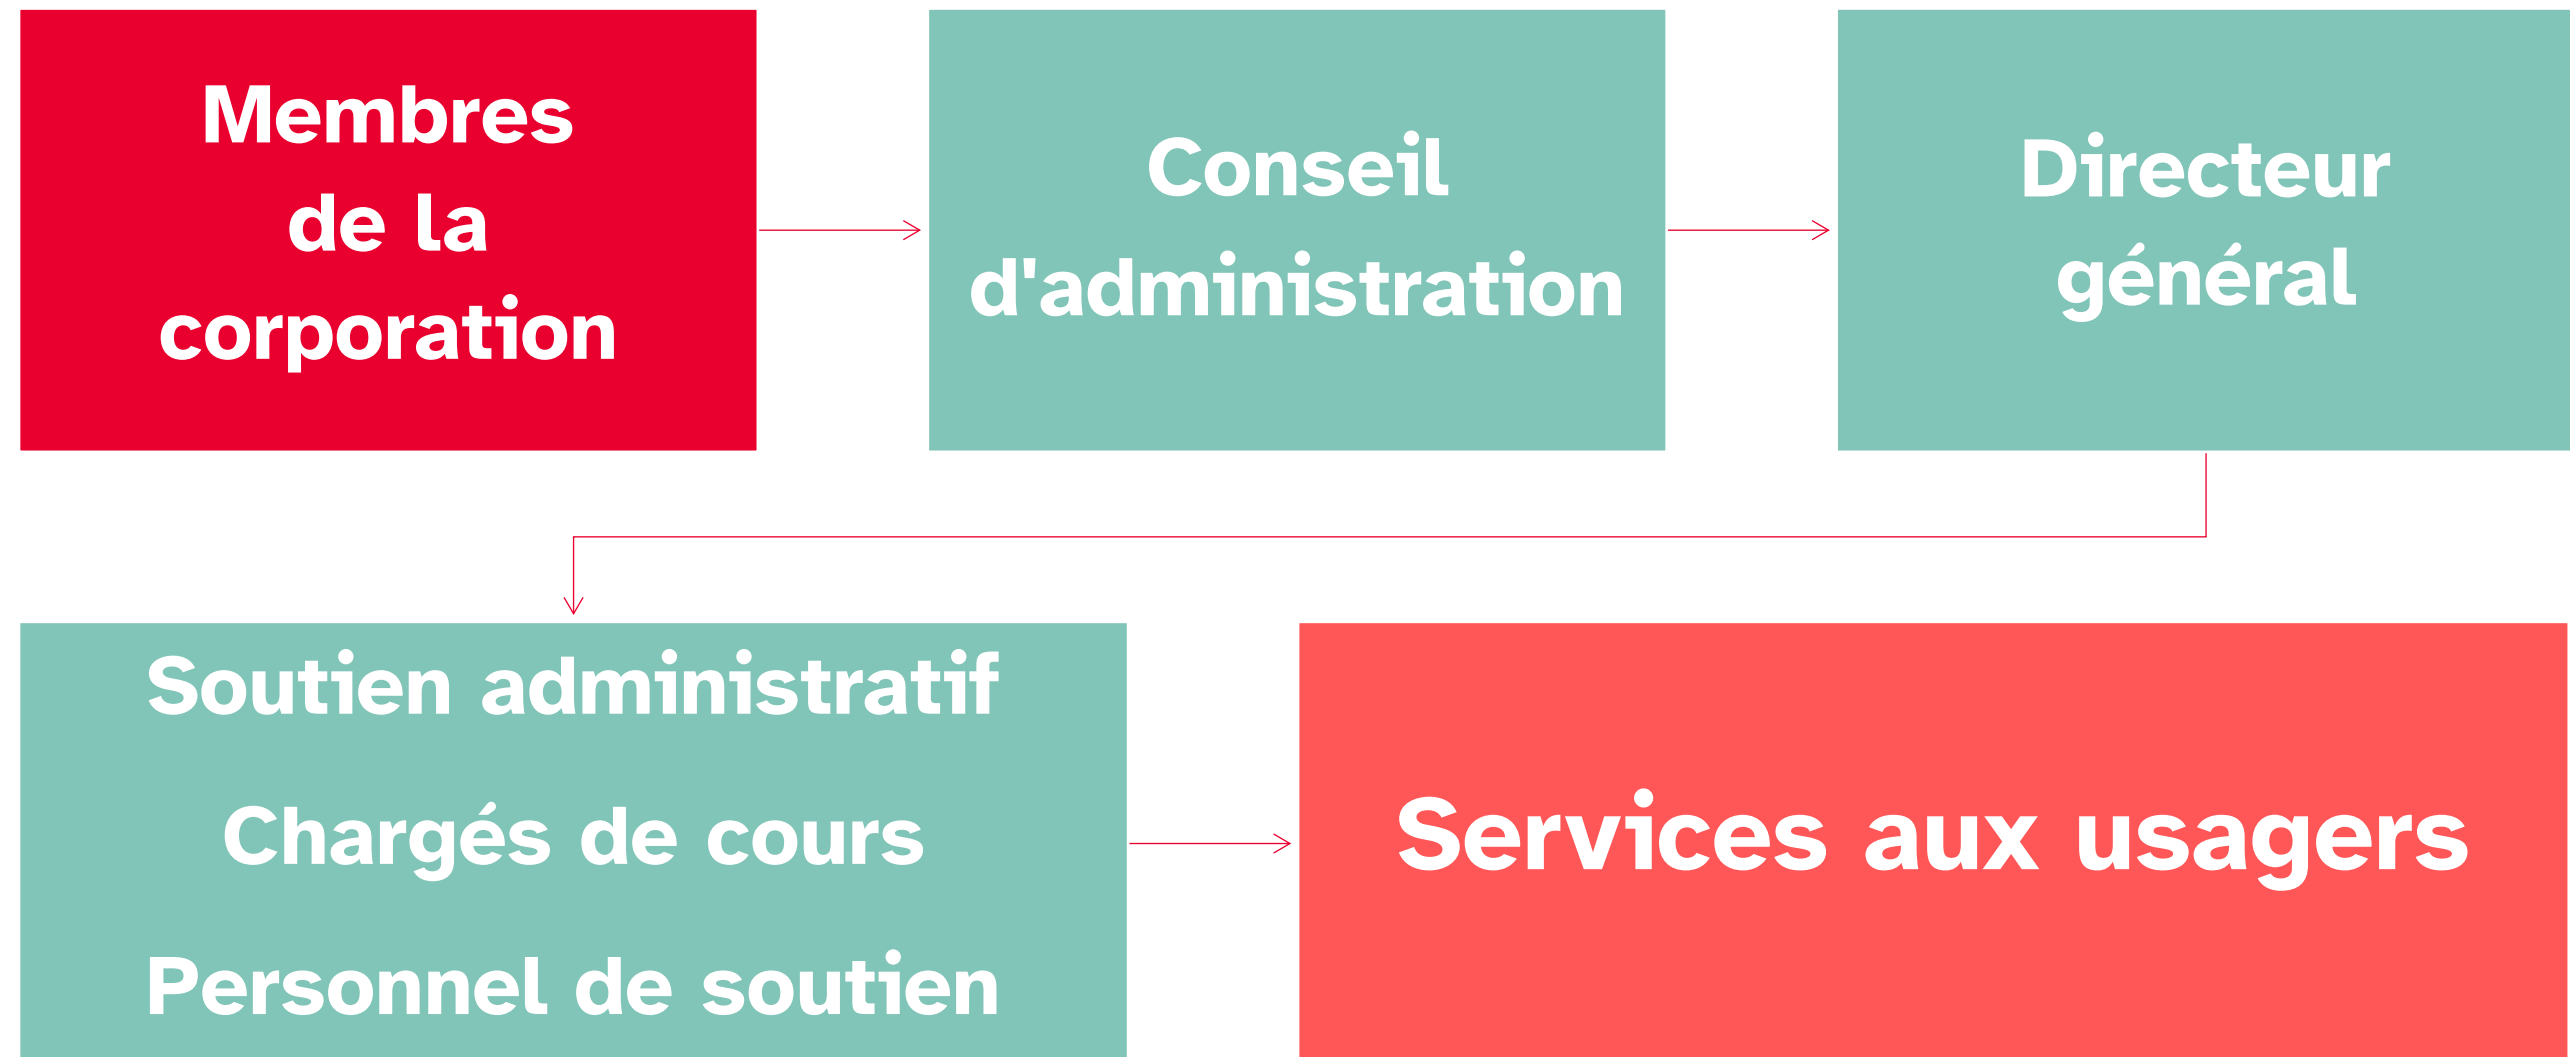 Membres
de la
corporation
Conseil
d'administration
Directeur
général
Soutien administratif
Chargés de cours
Personnel de soutien
Services aux usagers